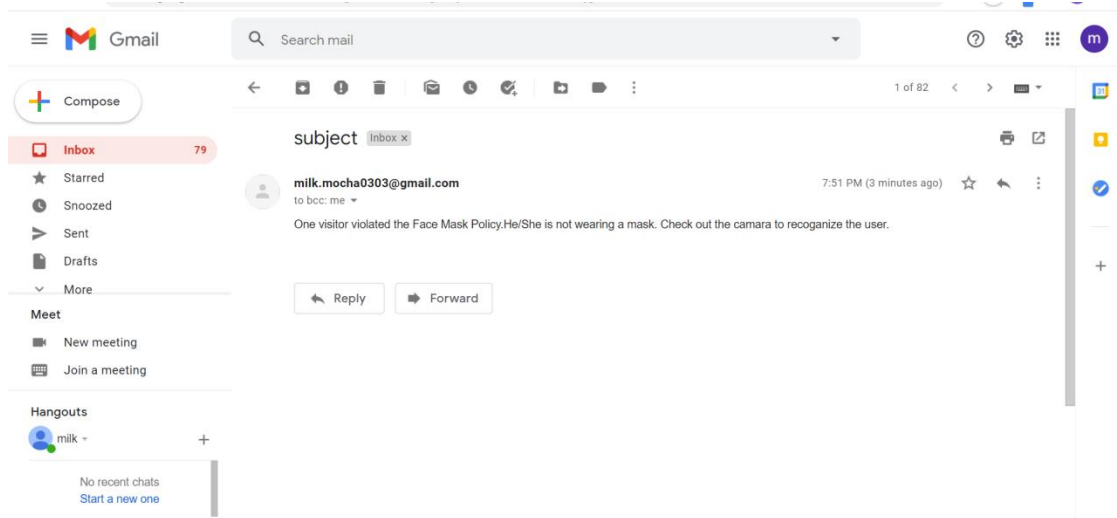 Gmail
Search mail
m
Compose
1 of 82
31
subject Inbox x
Inbox 79
Starred
milk.mocha0303@gmail.com 7:51 PM (3 minutes ago)
to bcc: me
Snoozed
One visitor violated the Face Mask Policy.He/She is not wearing a mask. Check out the camara to recoganize the user.
Sent
Drafts
More
Reply Forward
Meet
New meeting
Join a meeting
Hangouts
milk
No recent chats
Start a new one